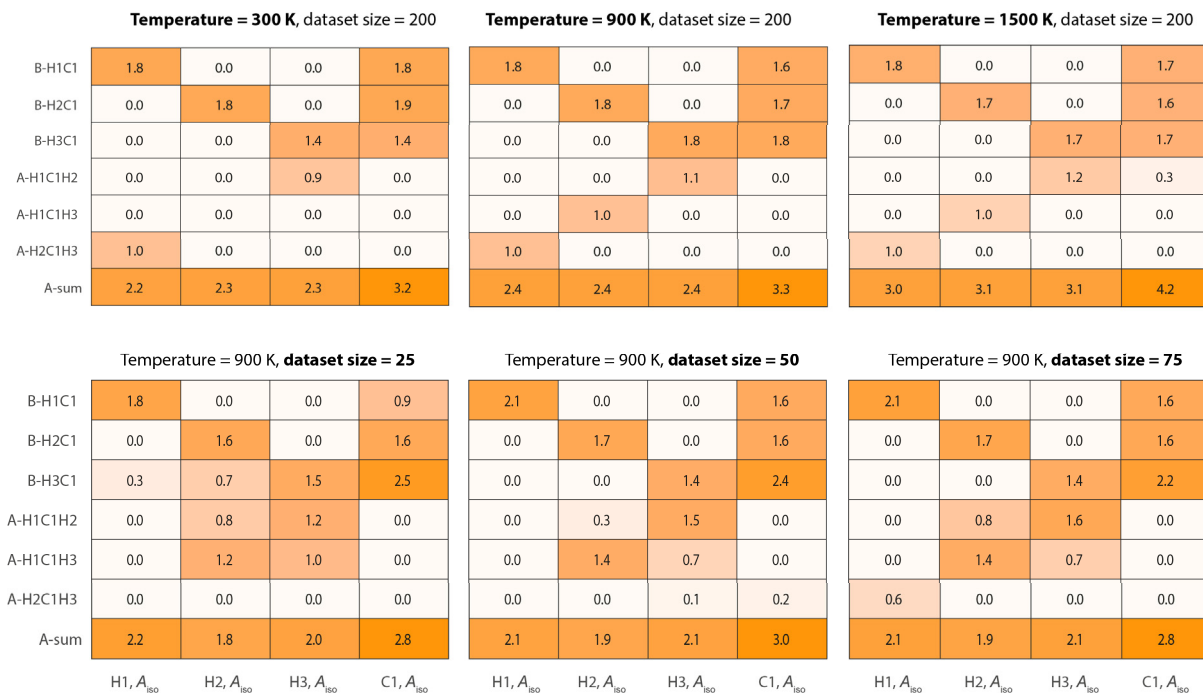 Temperature = 300 K, dataset size = 200
Temperature = 900 K, dataset size = 200
Temperature = 1500 K, dataset size = 200
B-H1C1 1.8 0.0 0.0 1.8 1.8 0.0 0.0 1.6 1.8 0.0 0.0 1.7
B-H2C1 0.0 1.8 0.0 1.9 0.0 1.8 0.0 1.7 0.0 1.7 0.0 1.6
B-H3C1 0.0 0.0 1.4 1.4 0.0 0.0 1.8 1.8 0.0 0.0 1.7 1.7
A-H1C1H2 0.0 0.0 0.9 0.0 0.0 0.0 1.1 0.0 0.0 0.0 1.2 0.3
A-H1C1H3 0.0 0.0 0.0 0.0 0.0 1.0 0.0 0.0 0.0 1.0 0.0 0.0
A-H2C1H3 1.0 0.0 0.0 0.0 1.0 0.0 0.0 0.0 1.0 0.0 0.0 0.0
A-sum 2.2 2.3 2.3 3.2 2.4 2.4 2.4 3.3 3.0 3.1 3.1 4.2
Temperature = 900 K, dataset size = 25
Temperature = 900 K, dataset size = 50
Temperature = 900 K, dataset size = 75
B-H1C1 1.8 0.0 0.0 0.9 2.1 0.0 0.0 1.6 2.1 0.0 0.0 1.6
B-H2C1 0.0 1.6 0.0 1.6 0.0 1.7 0.0 1.6 0.0 1.7 0.0 1.6
B-H3C1 0.3 0.7 1.5 2.5 0.0 0.0 1.4 2.4 0.0 0.0 1.4 2.2
A-H1C1H2 0.0 0.8 1.2 0.0 0.0 0.3 1.5 0.0 0.0 0.8 1.6 0.0
A-H1C1H3 0.0 1.2 1.0 0.0 0.0 1.4 0.7 0.0 0.0 1.4 0.7 0.0
A-H2C1H3 0.0 0.0 0.0 0.0 0.0 0.0 0.1 0.2 0.6 0.0 0.0 0.0
A-sum 2.2 1.8 2.0 2.8 2.1 1.9 2.1 3.0 2.1 1.9 2.1 2.8
H1, A_iso H2, A_iso H3, A_iso C1, A_iso H1, A_iso H2, A_iso H3, A_iso C1, A_iso H1, A_iso H2, A_iso H3, A_iso C1, A_iso